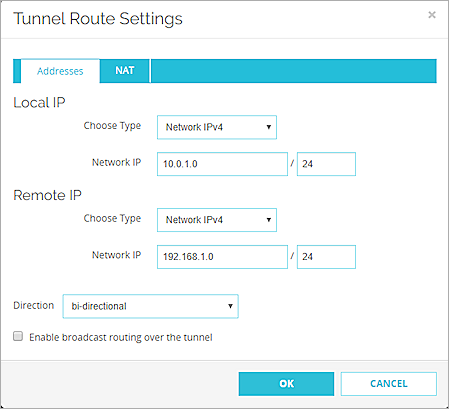 Tunnel Route Settings ×
Addresses NAT
Local IP
Choose Type Network IPv4
Network IP 10.0.1.0 / 24
Remote IP
Choose Type Network IPv4
Network IP 192.168.1.0 / 24
Direction bi-directional
Enable broadcast routing over the tunnel
OK CANCEL